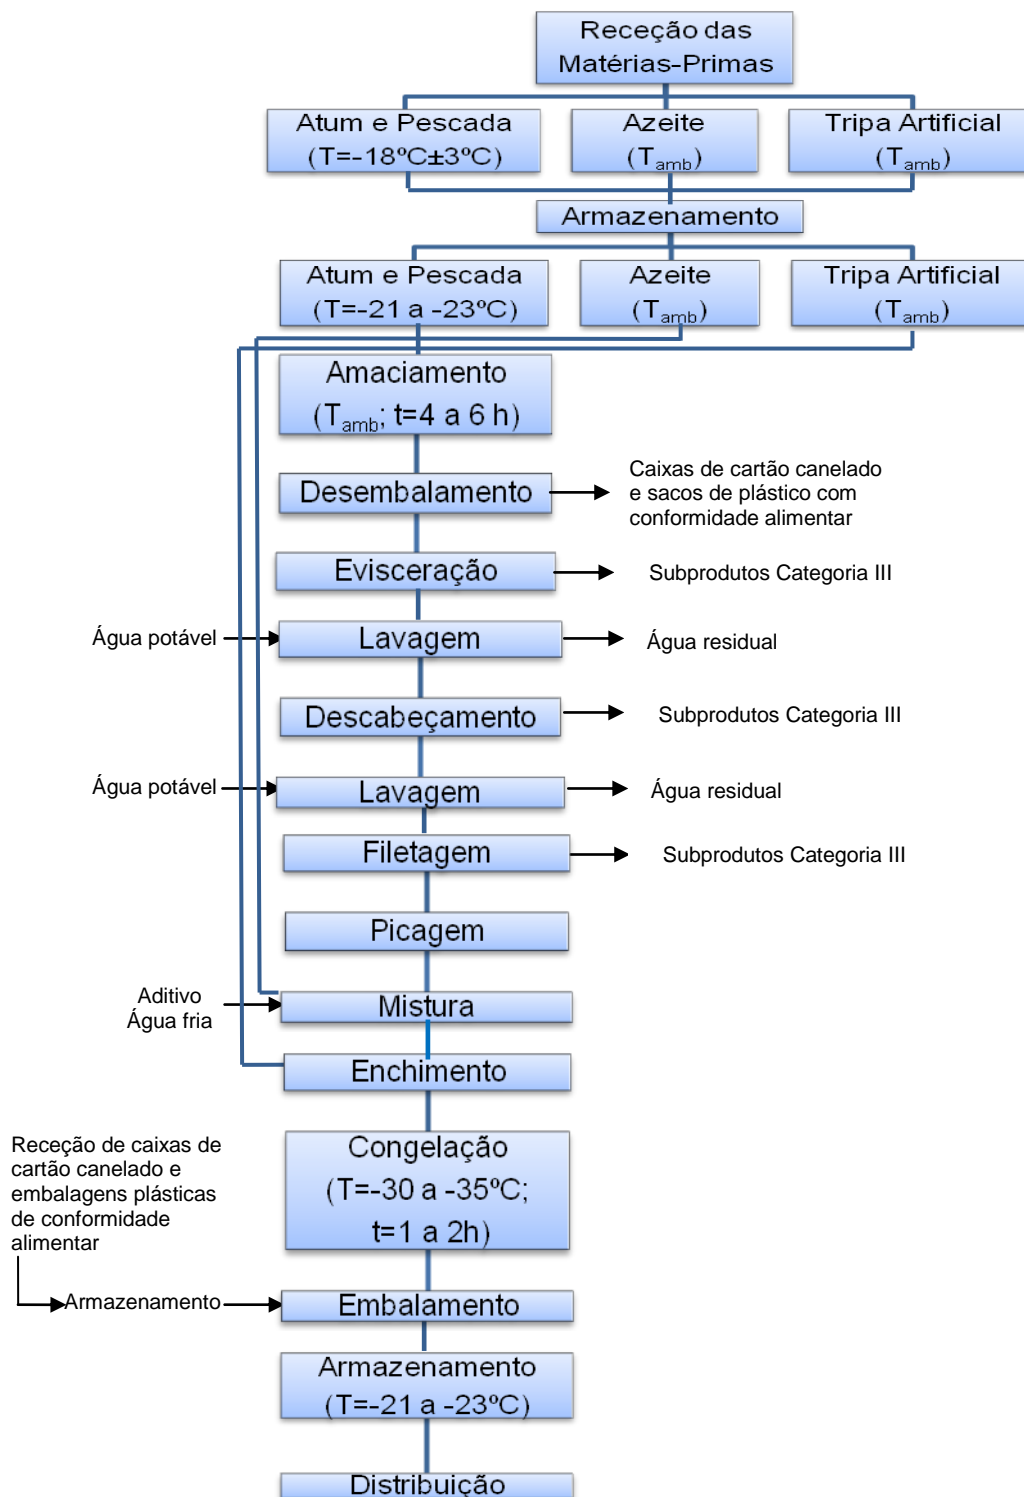 Receção das
Matérias-Primas
Atum e Pescada
(T=-18ºC±3ºC)
Azeite
(Tamb)
Tripa Artificial
(Tamb)
Armazenamento
Atum e Pescada
(T=-21 a -23ºC)
Azeite
(Tamb)
Tripa Artificial
(Tamb)
Amaciamento
(Tamb; t=4 a 6 h)
Desembalamento
Caixas de cartão canelado
e sacos de plástico com
conformidade alimentar
Evisceração
Subprodutos Categoria III
Água potável
Lavagem
Água residual
Descabeçamento
Subprodutos Categoria III
Água potável
Lavagem
Água residual
Filetagem
Subprodutos Categoria III
Picagem
Aditivo
Água fria
Mistura
Enchimento
Congelação
(T=-30 a -35ºC;
t=1 a 2h)
Receção de caixas de
cartão canelado e
embalagens plásticas
de conformidade
alimentar
Armazenamento
Embalamento
Armazenamento
(T=-21 a -23ºC)
Distribuição